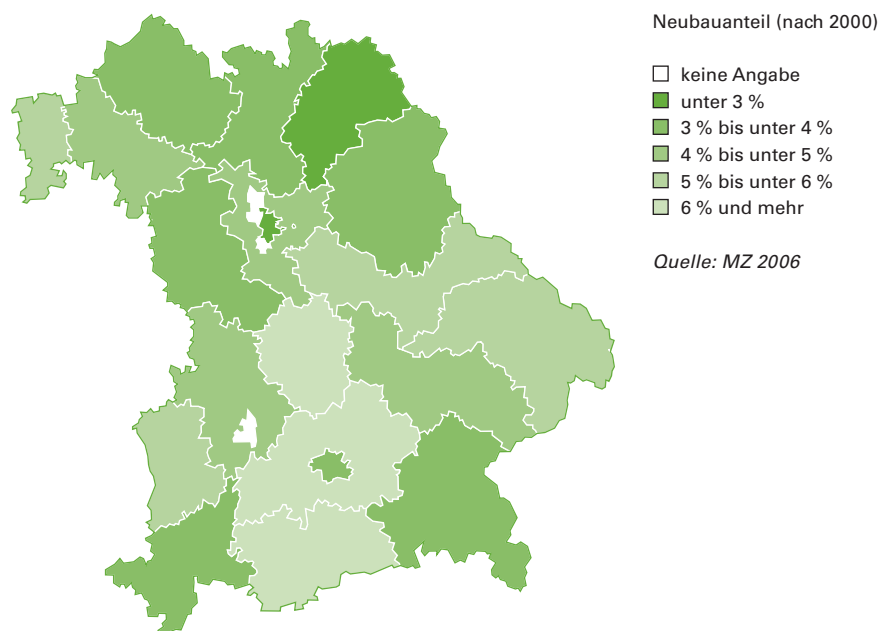 Neubauanteil (nach 2000)
keine Angabe
unter 3 %
3 % bis unter 4 %
4 % bis unter 5 %
5 % bis unter 6 %
6 % und mehr
Quelle: MZ 2006